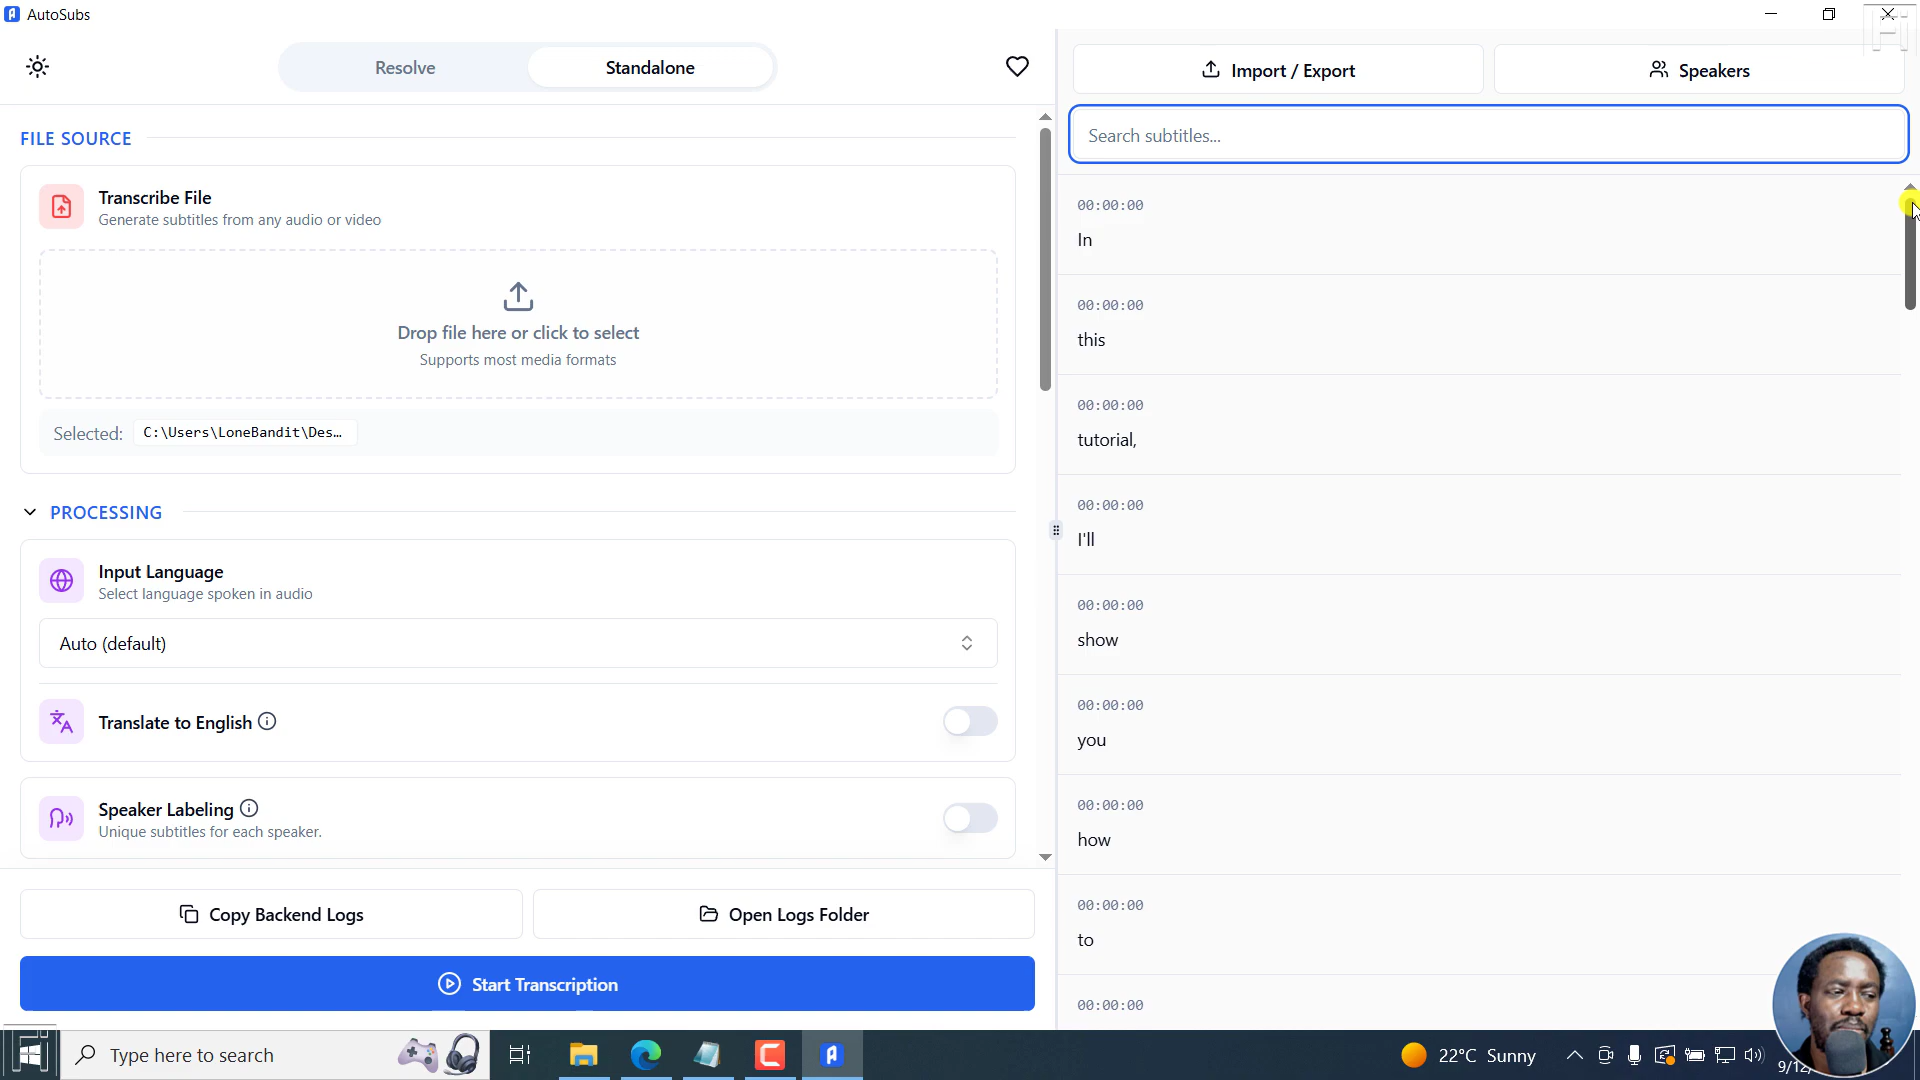 AutoSubs
Resolve
Standalone
Import / Export
Speakers
Search subtitles...
FILE SOURCE
Transcribe File
Generate subtitles from any audio or video
Drop file here or click to select
Supports most media formats
Selected: C:\Users\LoneBandit\Des…
PROCESSING
Input Language
Select language spoken in audio
Auto (default)
Translate to English
Speaker Labeling
Unique subtitles for each speaker.
Copy Backend Logs
Open Logs Folder
Start Transcription
00:00:00
In
00:00:00
this
00:00:00
tutorial,
00:00:00
I'll
00:00:00
show
00:00:00
you
00:00:00
how
00:00:00
to
00:00:00
Type here to search
22°C Sunny